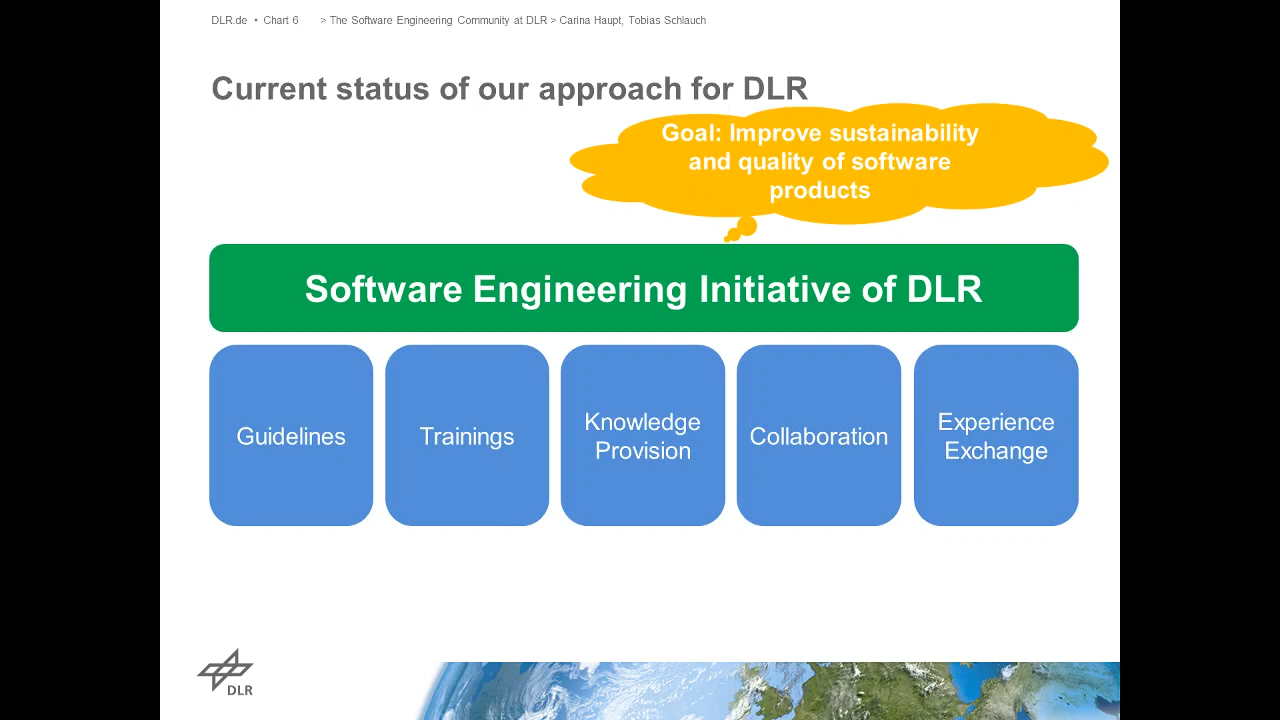 DLR.de • Chart 6 > The Software Engineering Community at DLR > Carina Haupt, Tobias Schlauch
Current status of our approach for DLR
Goal: Improve sustainability
and quality of software
products
Software Engineering Initiative of DLR
Guidelines
Trainings
Knowledge
Provision
Collaboration
Experience
Exchange
DLR